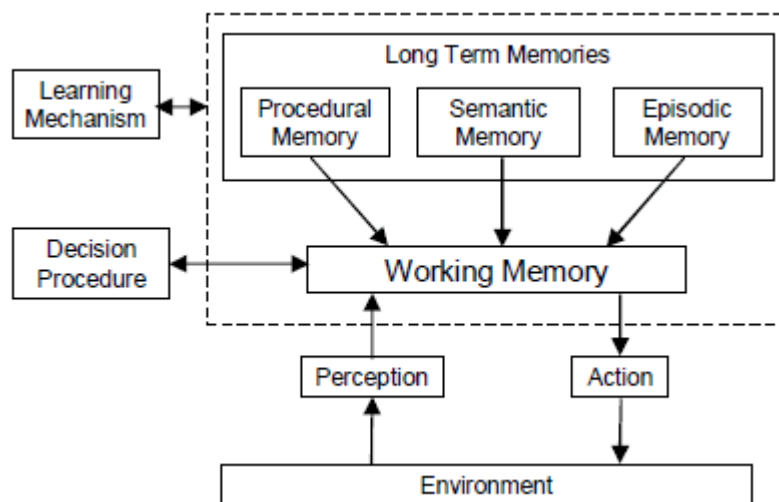 Long Term Memories
Learning
Mechanism
Procedural
Memory
Semantic
Memory
Episodic
Memory
Decision
Procedure
Working Memory
Perception
Action
Environment